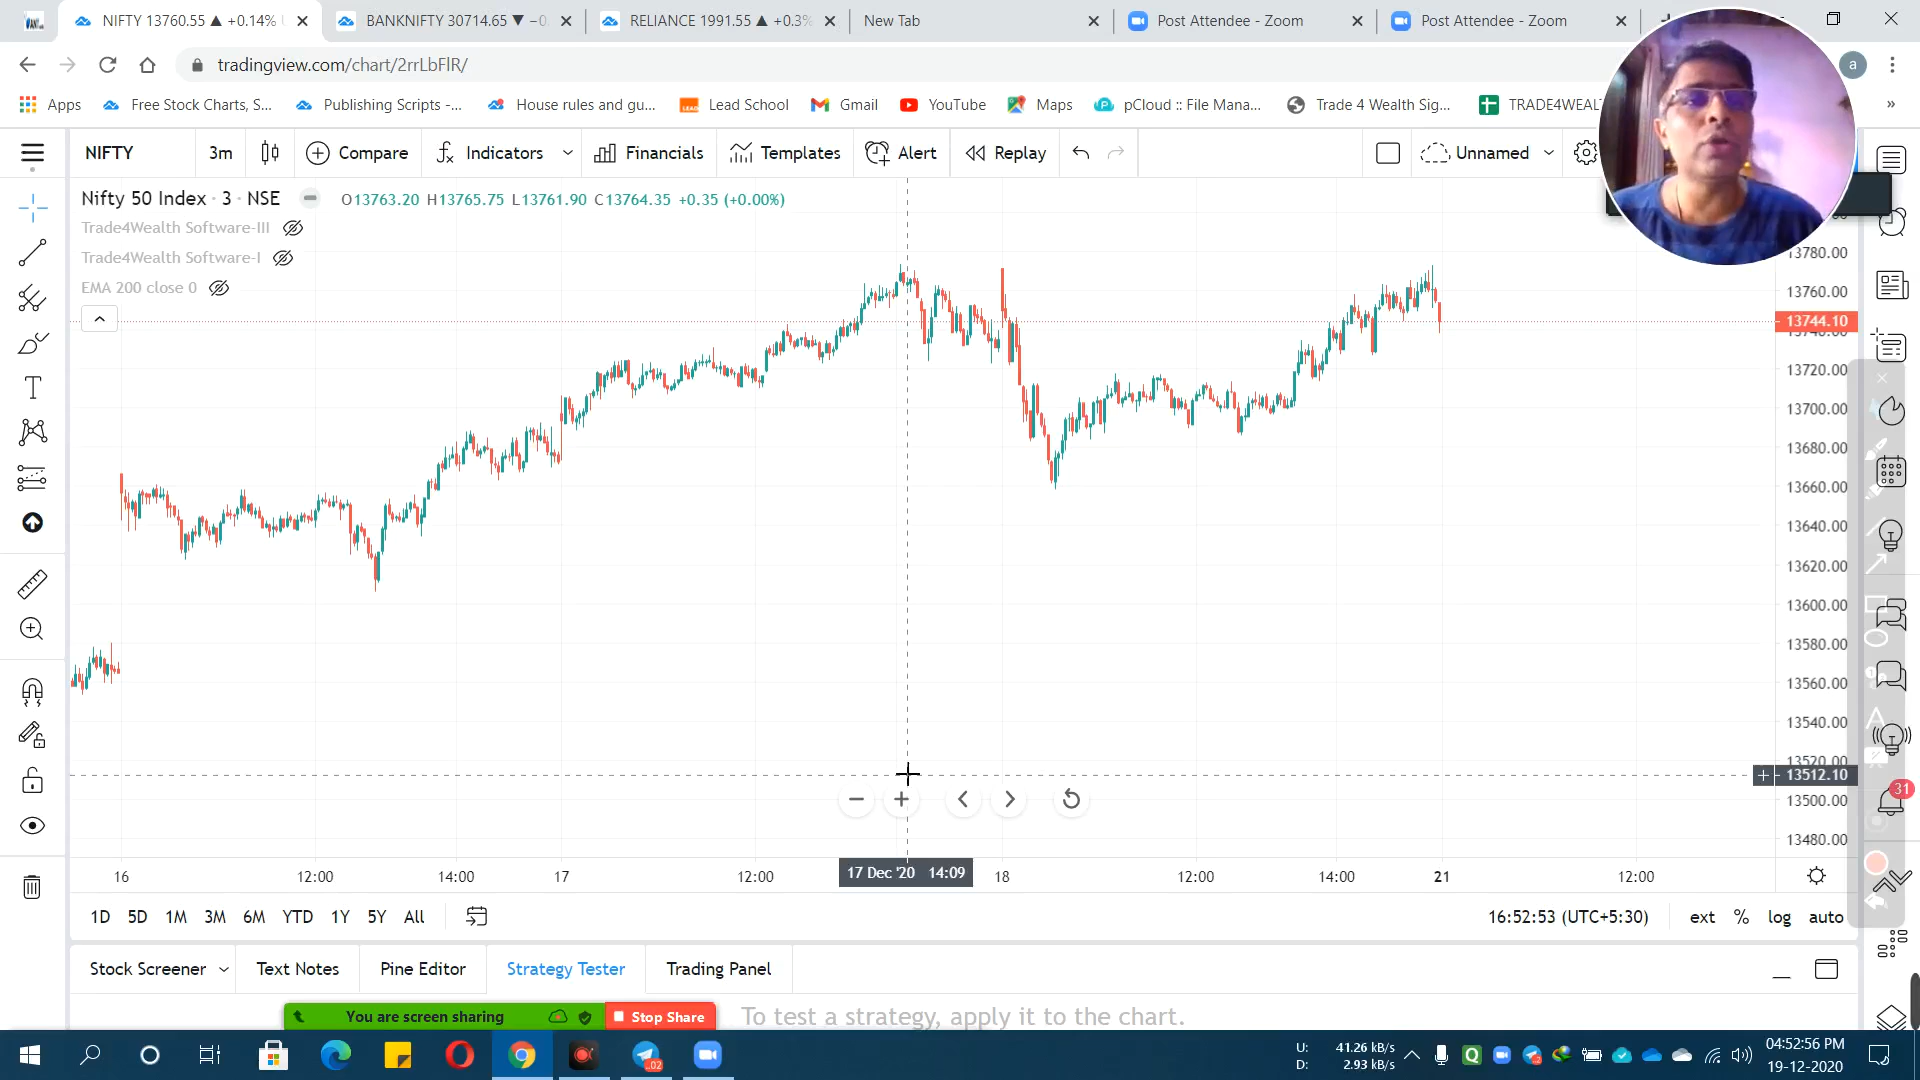 NIFTY 13760.55 ▲ +0.14%
BANKNIFTY 30714.65 ▼ −0
RELIANCE 1991.55 ▲ +0.3%
New Tab
Post Attendee - Zoom
Post Attendee - Zoom
tradingview.com/chart/2rrLbFlR/
a
Apps
Free Stock Charts, S...
Publishing Scripts -...
House rules and gu...
LEAD
Lead School
Gmail
YouTube
Maps
pCloud :: File Mana...
Trade 4 Wealth Sig...
TRADE4WEAL
»
NIFTY
3m
Compare
Indicators
Financials
Templates
Alert
Replay
Unnamed
Nifty 50 Index · 3 · NSE
O13763.20 H13765.75 L13761.90 C13764.35 +0.35 (+0.00%)
Trade4Wealth Software-III
Trade4Wealth Software-I
EMA 200 close 0
13780.00
13760.00
13744.10
13720.00
13700.00
13680.00
13660.00
13640.00
13620.00
13600.00
13580.00
13560.00
13540.00
13512.10
13500.00
13480.00
31
16
12:00
14:00
17
12:00
17 Dec '20 14:09
18
12:00
14:00
21
12:00
1D 5D 1M 3M 6M YTD 1Y 5Y All
16:52:53 (UTC+5:30)
ext % log auto
Stock Screener
Text Notes
Pine Editor
Strategy Tester
Trading Panel
You are screen sharing
Stop Share
To test a strategy, apply it to the chart.
U: 41.26 kB/s
D: 2.93 kB/s
04:52:56 PM
19-12-2020